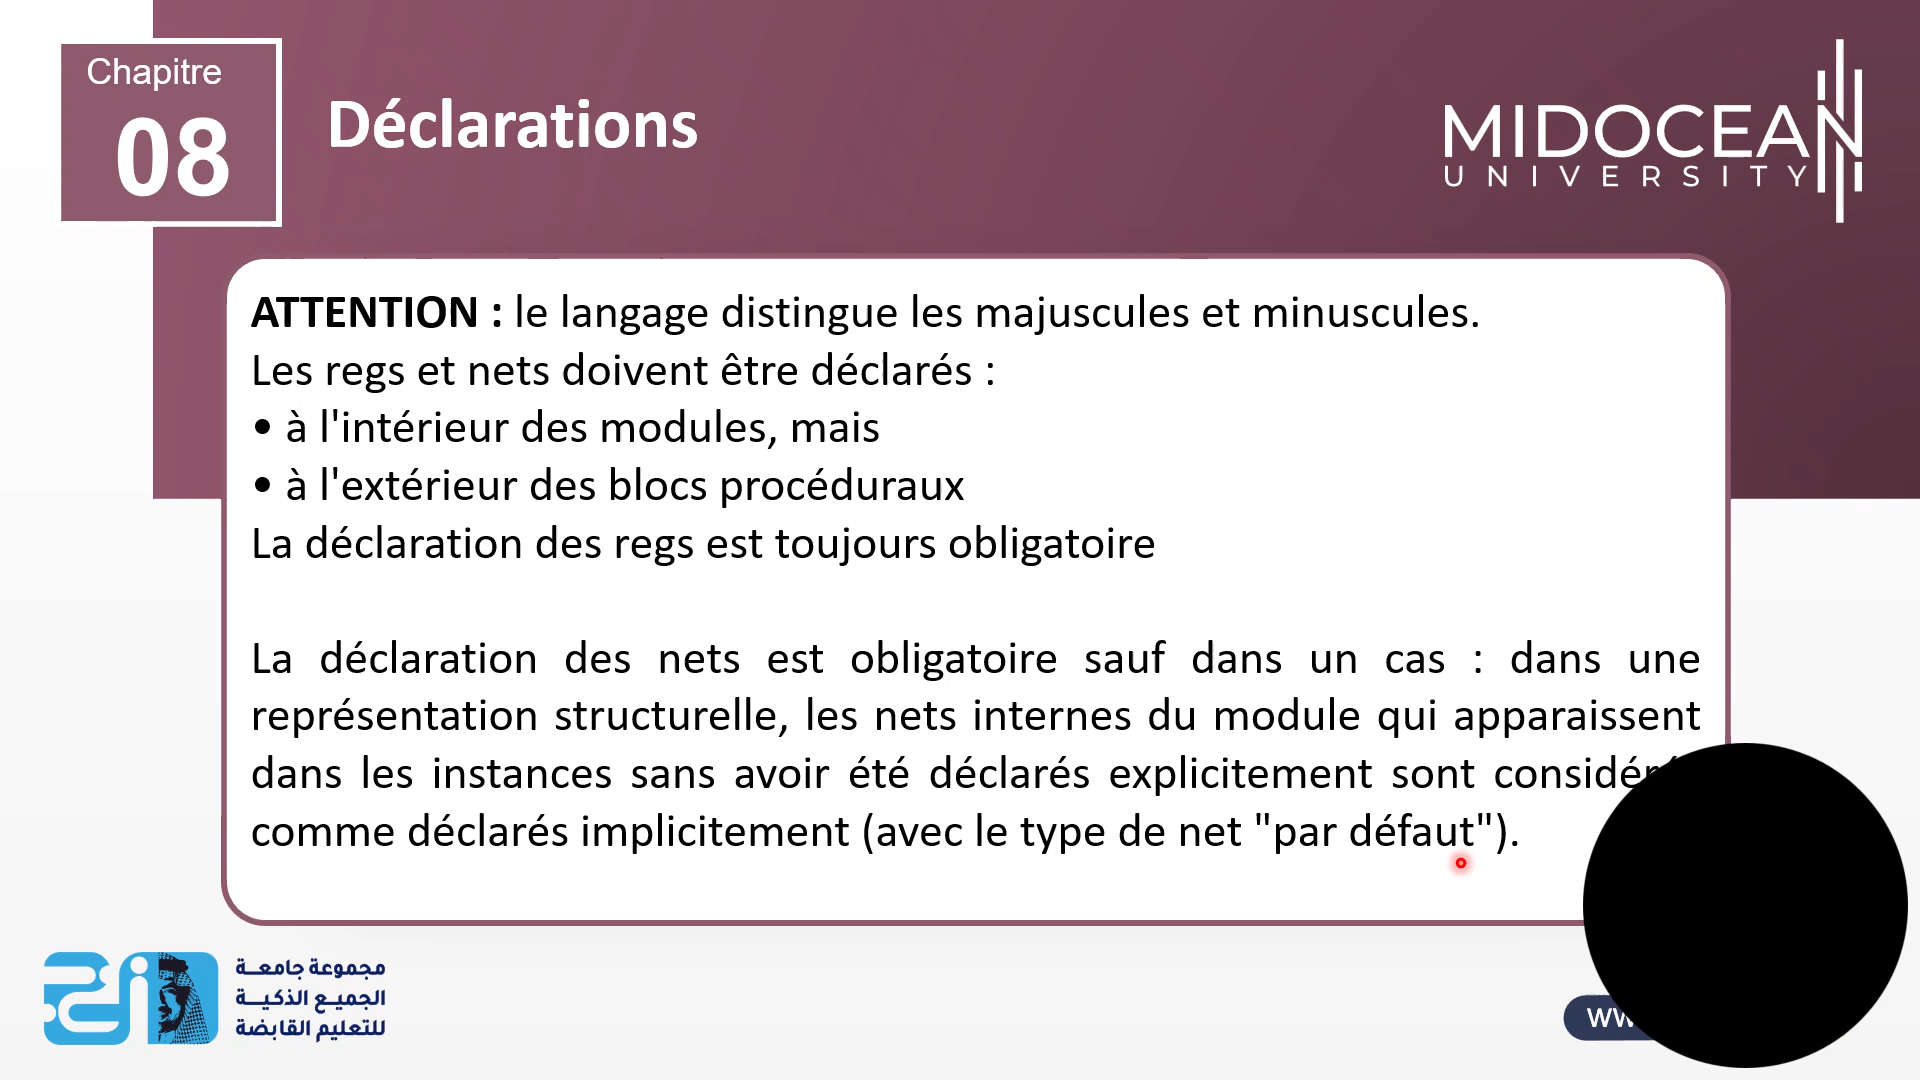 Chapitre
08
Déclarations
MIDOCEAN
UNIVERSITY
ATTENTION : le langage distingue les majuscules et minuscules.
Les regs et nets doivent être déclarés :
• à l'intérieur des modules, mais
• à l'extérieur des blocs procéduraux
La déclaration des regs est toujours obligatoire
La déclaration des nets est obligatoire sauf dans un cas : dans une
représentation structurelle, les nets internes du module qui apparaissent
dans les instances sans avoir été déclarés explicitement sont
comme déclarés implicitement (avec le type de net "par défaut").
مجموعة جامعة
الجميع الذكية
للتعليم القابضة